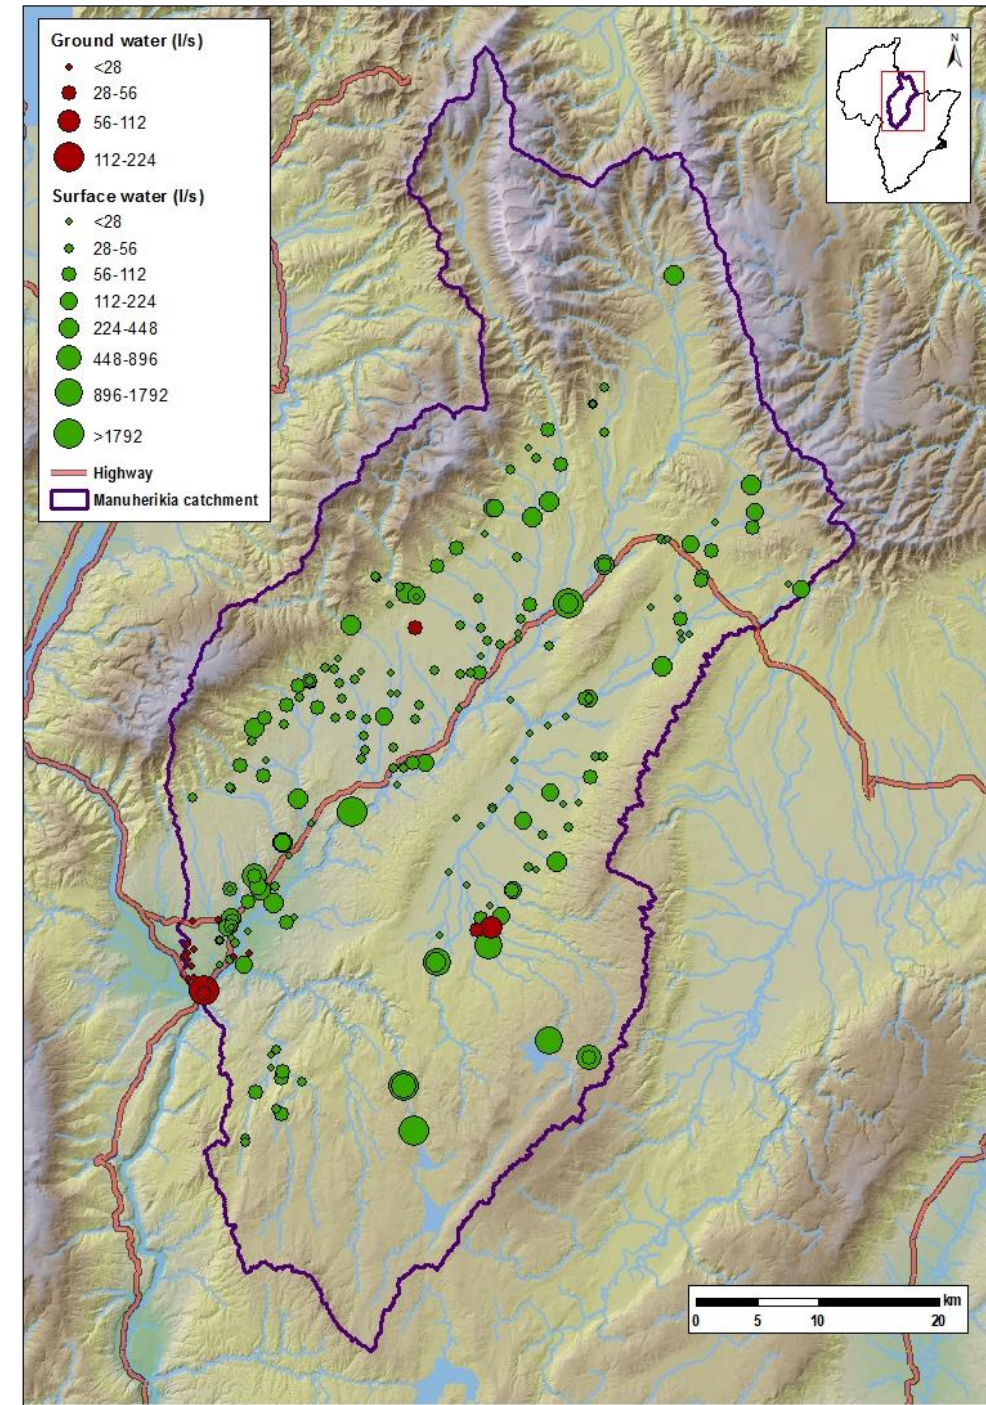 Ground water (l/s)
<28
28-56
56-112
112-224
Surface water (l/s)
<28
28-56
56-112
112-224
224-448
448-896
896-1792
>1792
Highway
Manuherikia catchment
N
km
0 5 10 20